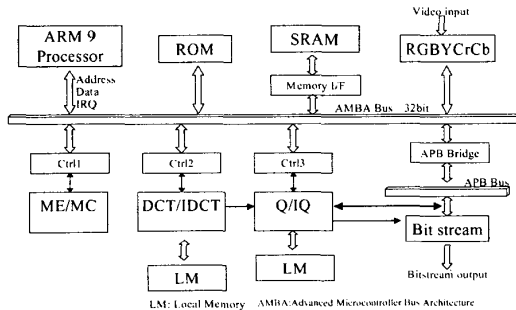 Video input
ARM 9
Processor
ROM
SRAM
RGBYCrCb
Address
Data
IRQ
Memory I/F
AMBA Bus 32bit
Ctrl1
Ctrl2
Ctrl3
APB Bridge
APB Bus
ME/MC
DCT/IDCT
Q/IQ
Bit stream
LM
LM
Bitstream output
LM: Local Memory AMBA:Advanced Microcontroller Bus Architecture